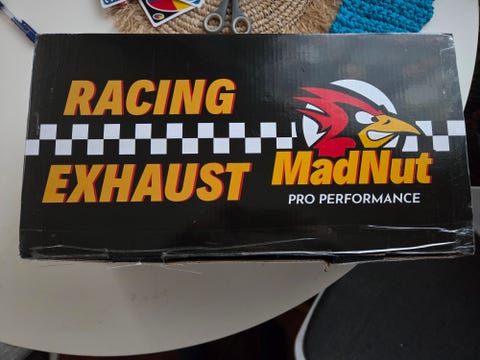 RACING
EXHAUST
MadNut
PRO PERFORMANCE